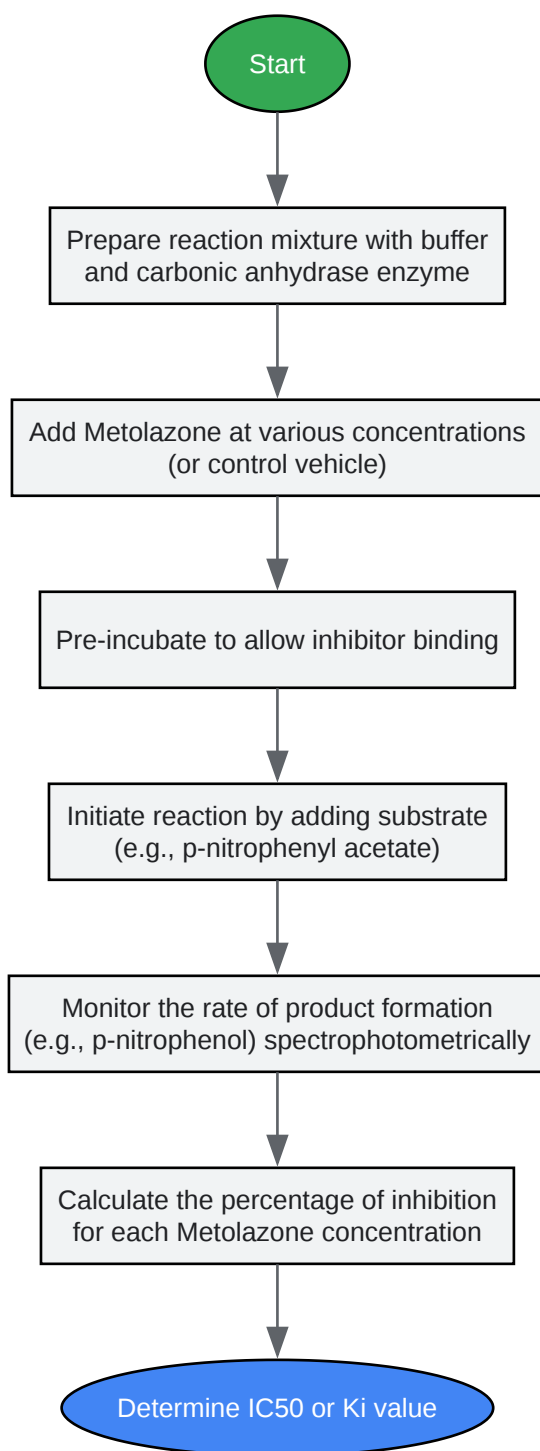 Start
Prepare reaction mixture with buffer
and carbonic anhydrase enzyme
Add Metolazone at various concentrations
(or control vehicle)
Pre-incubate to allow inhibitor binding
Initiate reaction by adding substrate
(e.g., p-nitrophenyl acetate)
Monitor the rate of product formation
(e.g., p-nitrophenol) spectrophotometrically
Calculate the percentage of inhibition
for each Metolazone concentration
Determine IC50 or Ki value